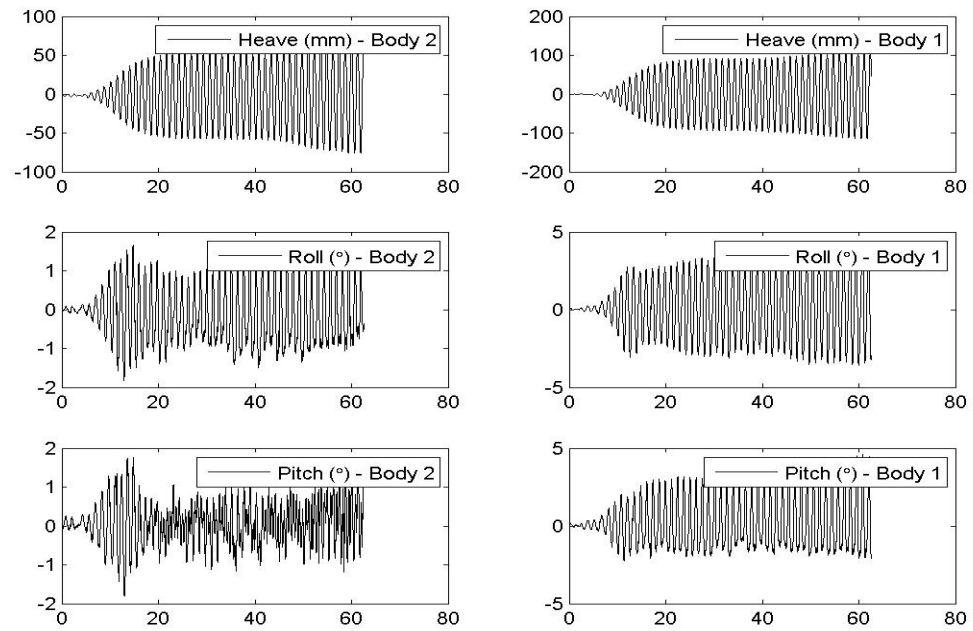 100
Heave (mm) - Body 2
50
0
-50
-100
0 20 40 60 80
200
Heave (mm) - Body 1
100
0
-100
-200
0 20 40 60 80
2
Roll (°) - Body 2
1
0
-1
-2
0 20 40 60 80
5
Roll (°) - Body 1
0
-5
0 20 40 60 80
2
Pitch (°) - Body 2
1
0
-1
-2
0 20 40 60 80
5
Pitch (°) - Body 1
0
-5
0 20 40 60 80